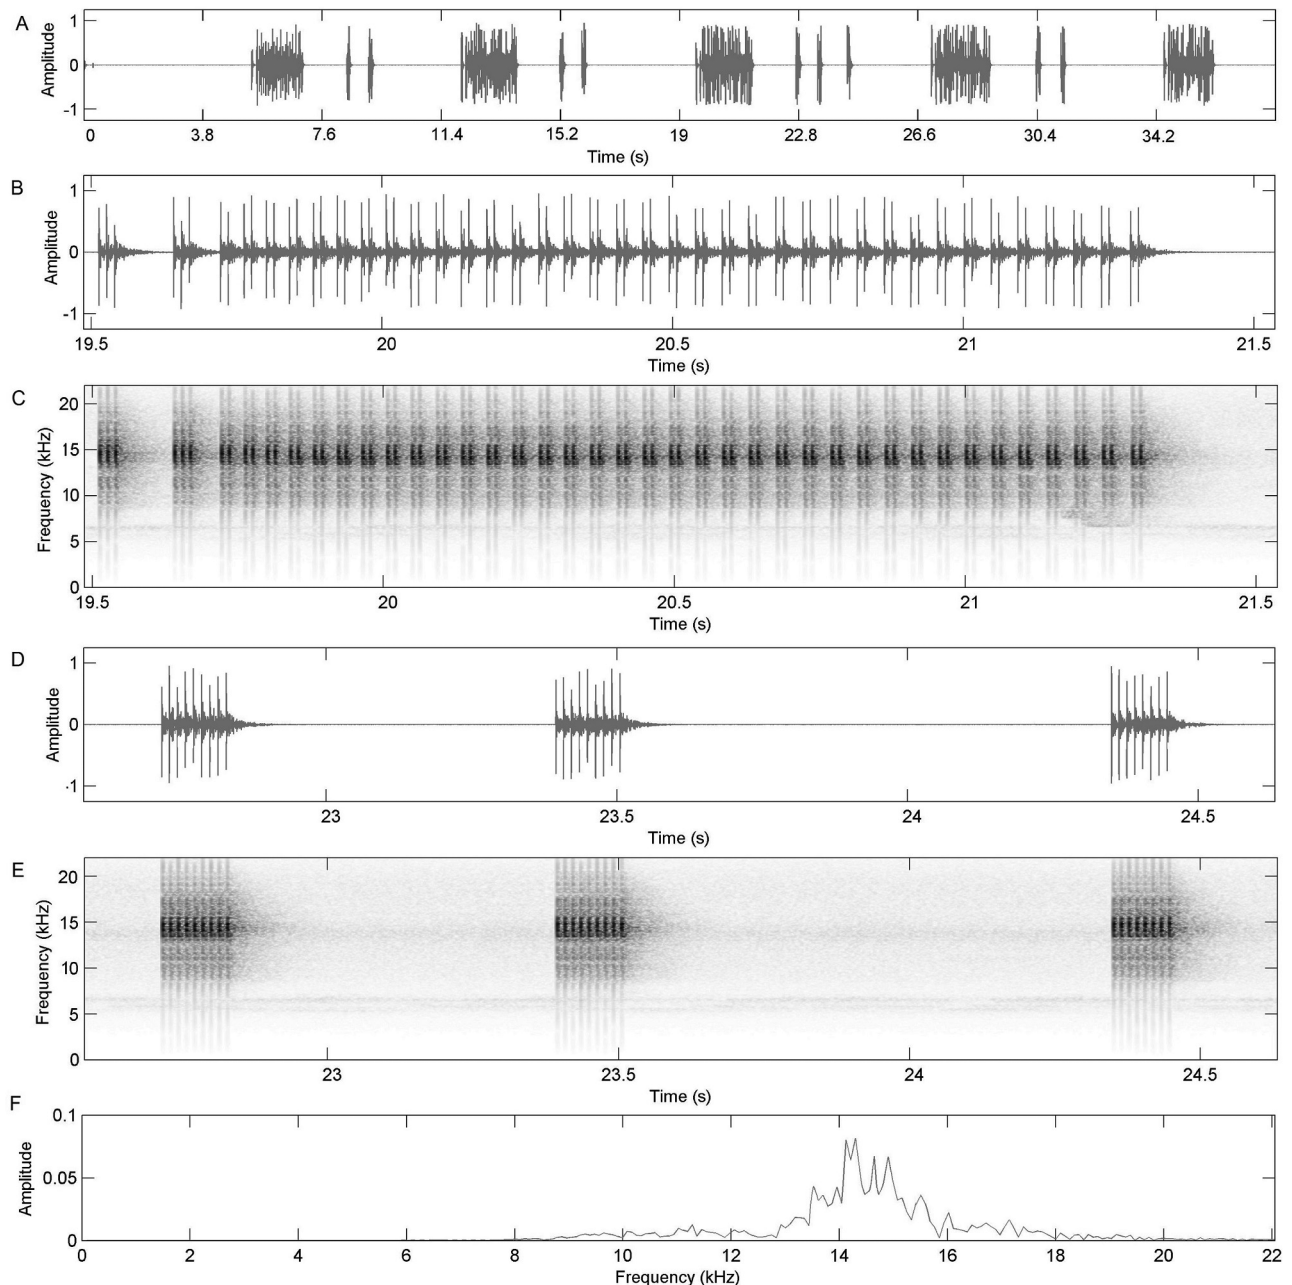 A
Amplitude
1
0
-1
0 3.8 7.6 11.4 15.2 19 22.8 26.6 30.4 34.2
Time (s)
B
Amplitude
1
0
-1
19.5 20 20.5 21 21.5
Time (s)
C
Frequency (kHz)
20
15
10
5
0
19.5 20 20.5 21 21.5
Time (s)
D
Amplitude
1
0
-1
23 23.5 24 24.5
Time (s)
E
Frequency (kHz)
20
15
10
5
0
23 23.5 24 24.5
Time (s)
F
Amplitude
0.1
0.05
0
0 2 4 6 8 10 12 14 16 18 20 22
Frequency (kHz)